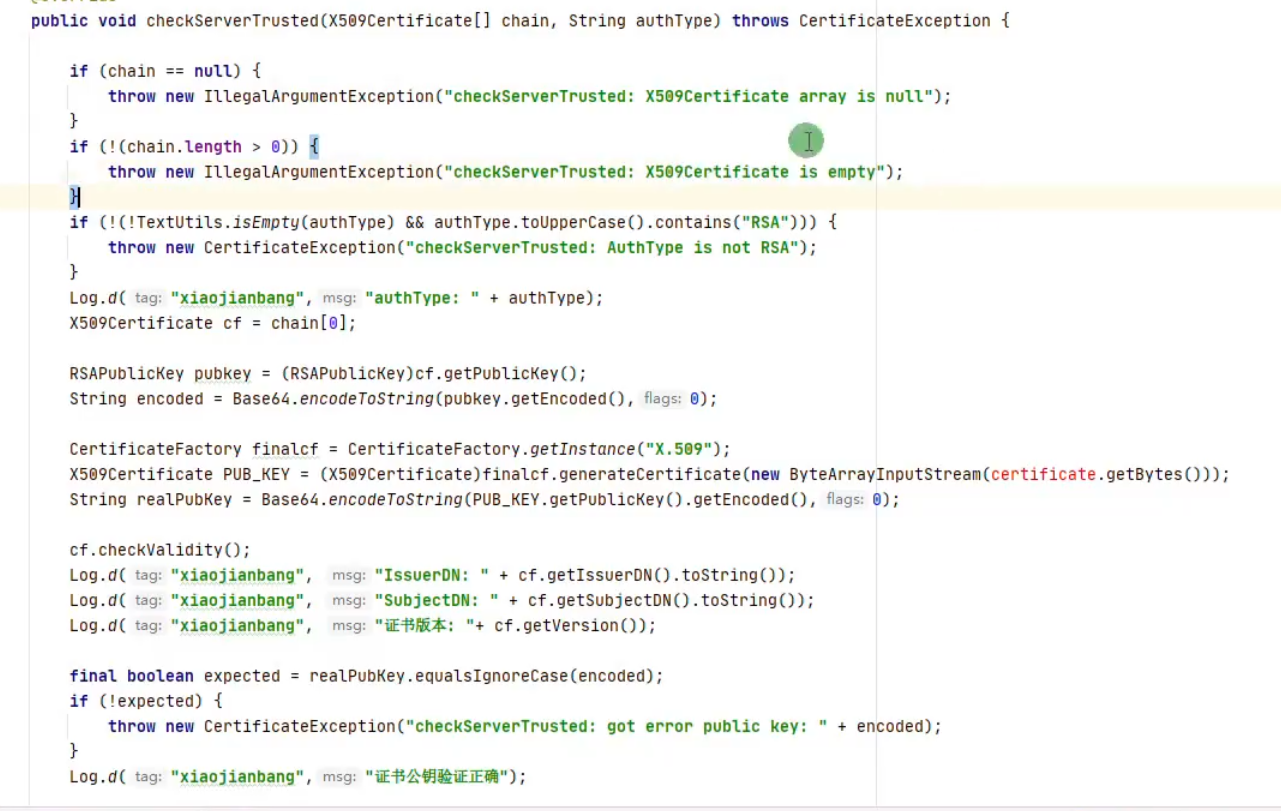 public void checkServerTrusted(X509Certificate[] chain, String authType) throws CertificateException {
if (chain == null) {
throw new IllegalArgumentException("checkServerTrusted: X509Certificate array is null");
}
if (!(chain.length > 0)) {
throw new IllegalArgumentException("checkServerTrusted: X509Certificate is empty");
}
if (!(!TextUtils.isEmpty(authType) && authType.toUpperCase().contains("RSA"))) {
throw new CertificateException("checkServerTrusted: AuthType is not RSA");
}
Log.d( tag: "xiaojianbang", msg: "authType: " + authType);
X509Certificate cf = chain[0];
RSAPublicKey pubkey = (RSAPublicKey)cf.getPublicKey();
String encoded = Base64.encodeToString(pubkey.getEncoded(), flags: 0);
CertificateFactory finalcf = CertificateFactory.getInstance("X.509");
X509Certificate PUB_KEY = (X509Certificate)finalcf.generateCertificate(new ByteArrayInputStream(certificate.getBytes()));
String realPubKey = Base64.encodeToString(PUB_KEY.getPublicKey().getEncoded(), flags: 0);
cf.checkValidity();
Log.d( tag: "xiaojianbang", msg: "IssuerDN: " + cf.getIssuerDN().toString());
Log.d( tag: "xiaojianbang", msg: "SubjectDN: " + cf.getSubjectDN().toString());
Log.d( tag: "xiaojianbang", msg: "证书版本: "+ cf.getVersion());
final boolean expected = realPubKey.equalsIgnoreCase(encoded);
if (!expected) {
throw new CertificateException("checkServerTrusted: got error public key: " + encoded);
}
Log.d( tag: "xiaojianbang", msg: "证书公钥验证正确");